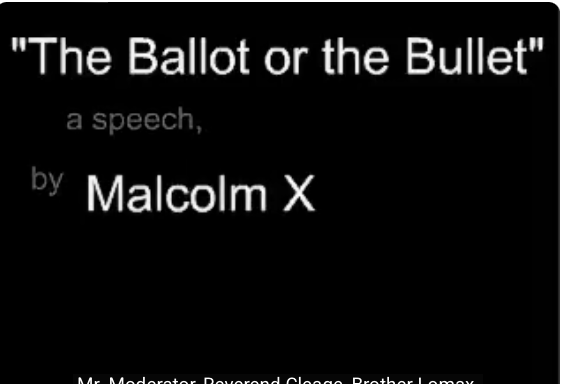 "The Ballot or the Bullet"
a speech,
by Malcolm X
Mr. Moderator, Reverend Cleage, Brother Lomax